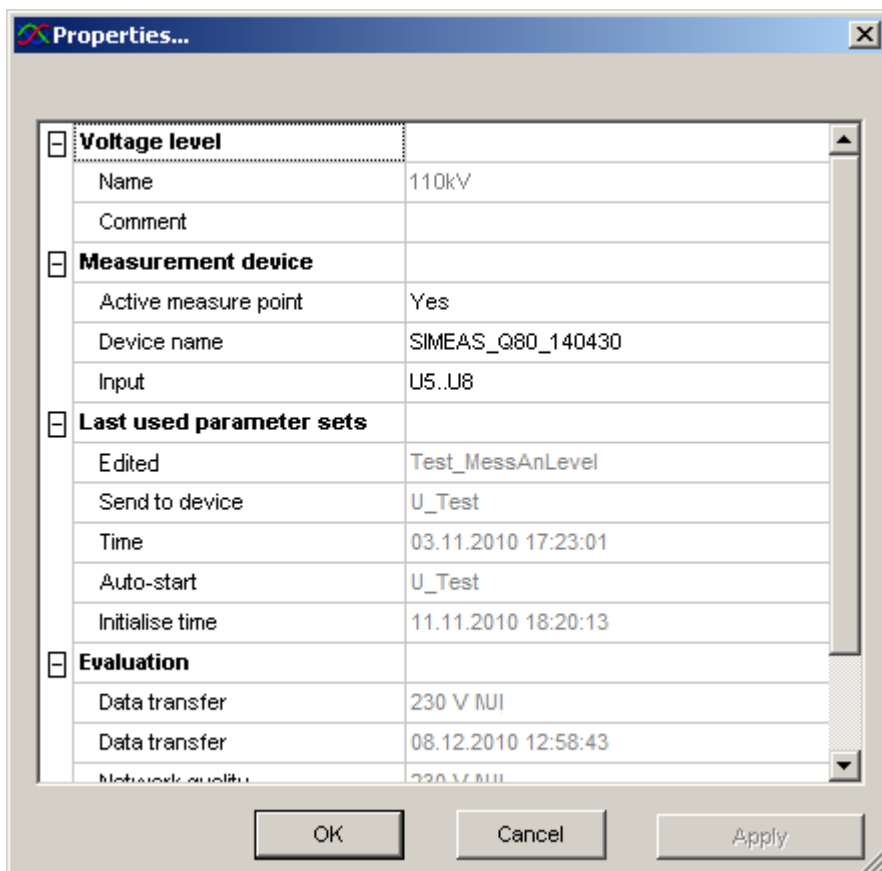 Properties...
Voltage level
Name 110kV
Comment
Measurement device
Active measure point Yes
Device name SIMEAS_Q80_140430
Input U5..U8
Last used parameter sets
Edited Test_MessAnLevel
Send to device U_Test
Time 03.11.2010 17:23:01
Auto-start U_Test
Initialise time 11.11.2010 18:20:13
Evaluation
Data transfer 230 V
Data transfer 08.12.2010 12:58:43
Network quality 230 V
OK Cancel Apply